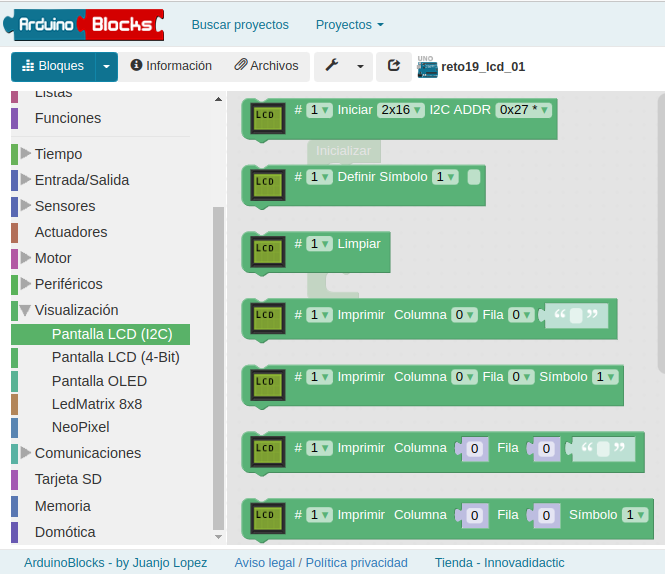 Arduino Blocks
Buscar proyectos
Proyectos
Bloques
Información
Archivos
UNO
reto19_lcd_01
Listas
Funciones
Tiempo
Entrada/Salida
Sensores
Actuadores
Motor
Periféricos
Visualización
Pantalla LCD (I2C)
Pantalla LCD (4-Bit)
Pantalla OLED
LedMatrix 8x8
NeoPixel
Comunicaciones
Tarjeta SD
Memoria
Domótica
LCD # 1 Iniciar 2x16 I2C ADDR 0x27 *
Inicializar
LCD # 1 Definir Símbolo 1
LCD # 1 Limpiar
LCD # 1 Imprimir Columna 0 Fila 0 “ ”
LCD # 1 Imprimir Columna 0 Fila 0 Símbolo 1
LCD # 1 Imprimir Columna 0 Fila 0 “ ”
LCD # 1 Imprimir Columna 0 Fila 0 Símbolo 1
ArduinoBlocks - by Juanjo Lopez
Aviso legal / Política privacidad
Tienda - Innovadidactic